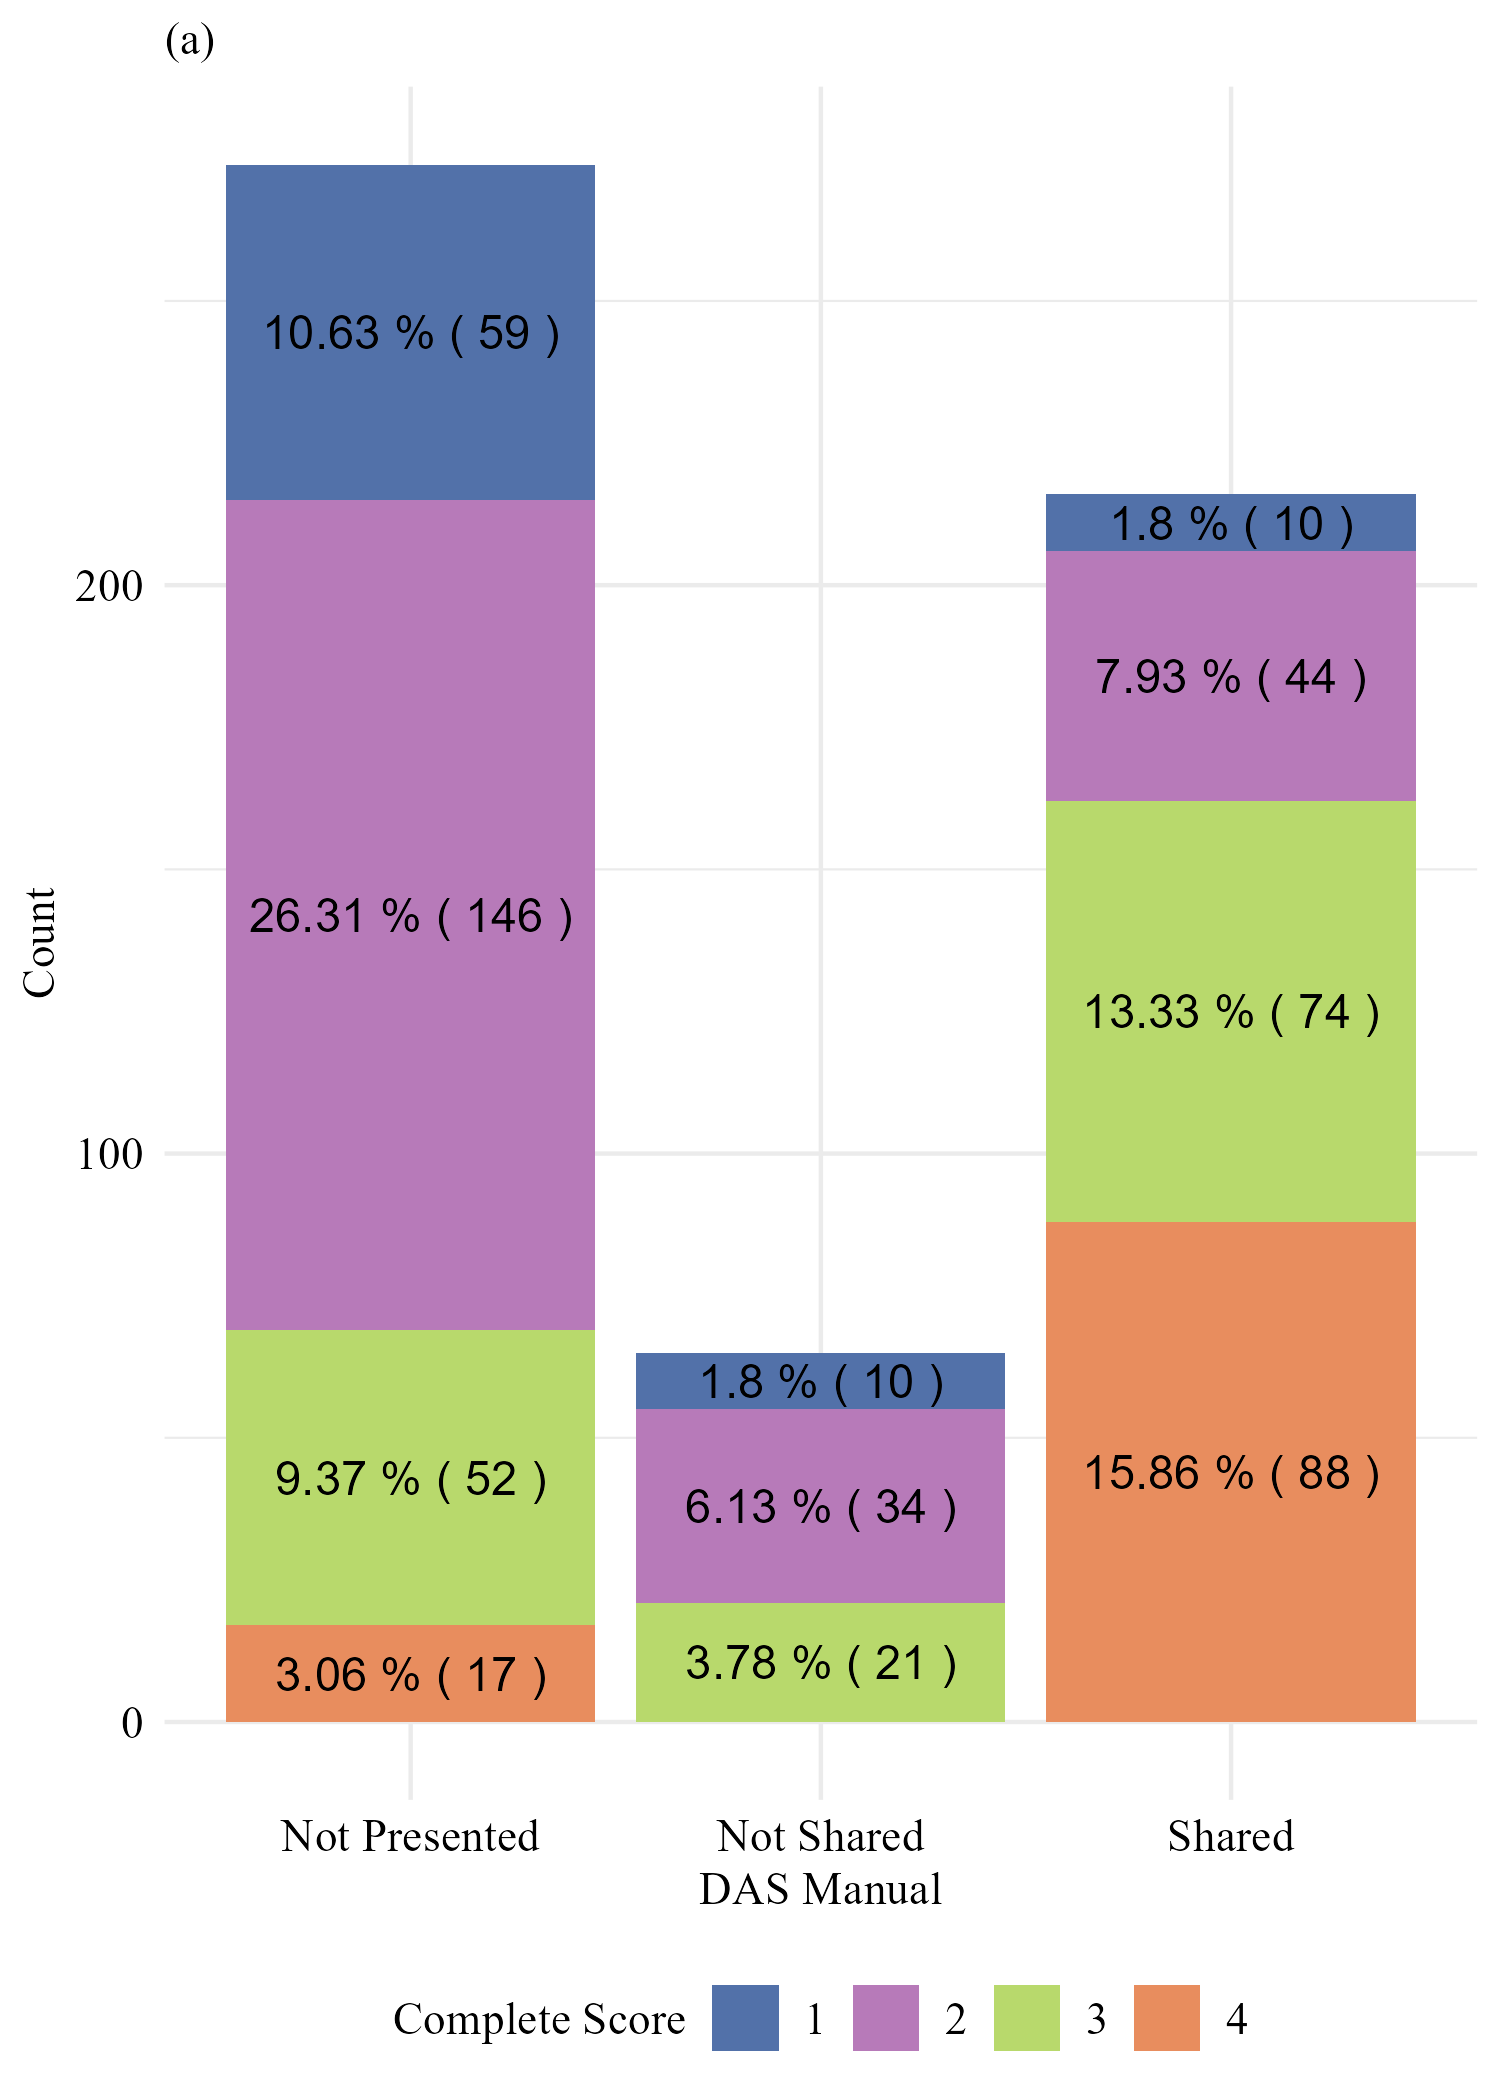 (a)
Count
200
100
0
10.63 % ( 59 )
26.31 % ( 146 )
9.37 % ( 52 )
3.06 % ( 17 )
1.8 % ( 10 )
6.13 % ( 34 )
3.78 % ( 21 )
1.8 % ( 10 )
7.93 % ( 44 )
13.33 % ( 74 )
15.86 % ( 88 )
Not Presented Not Shared Shared
DAS Manual
Complete Score 1 2 3 4